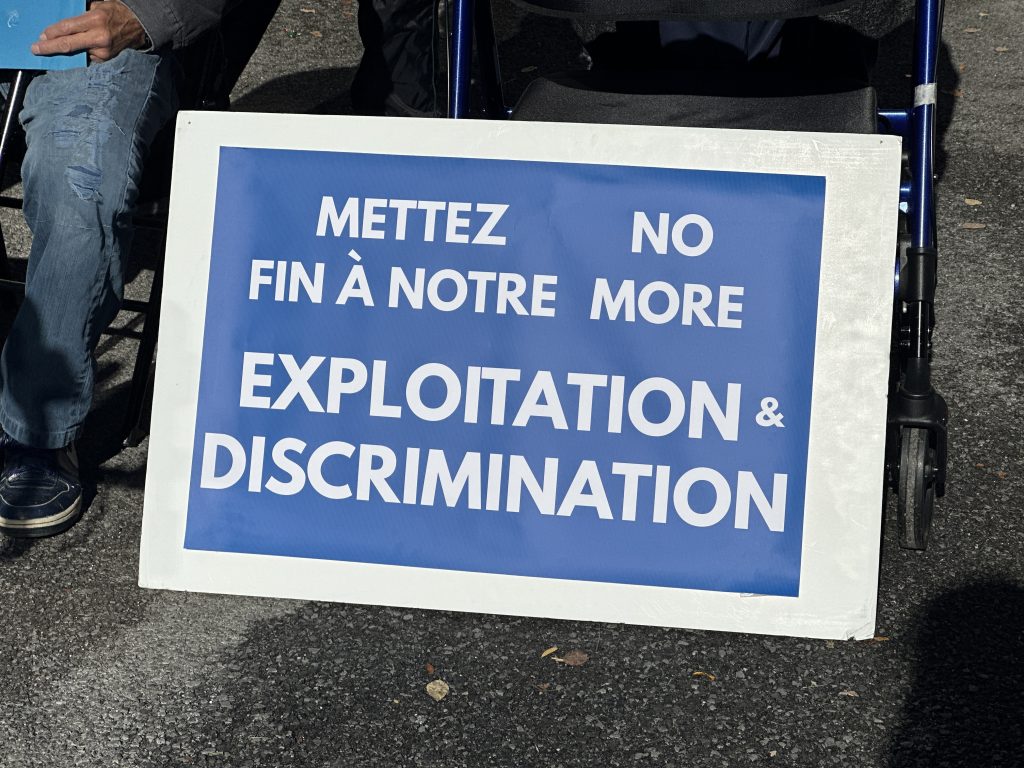 METTEZ NO
FIN À NOTRE MORE
EXPLOITATION &
DISCRIMINATION